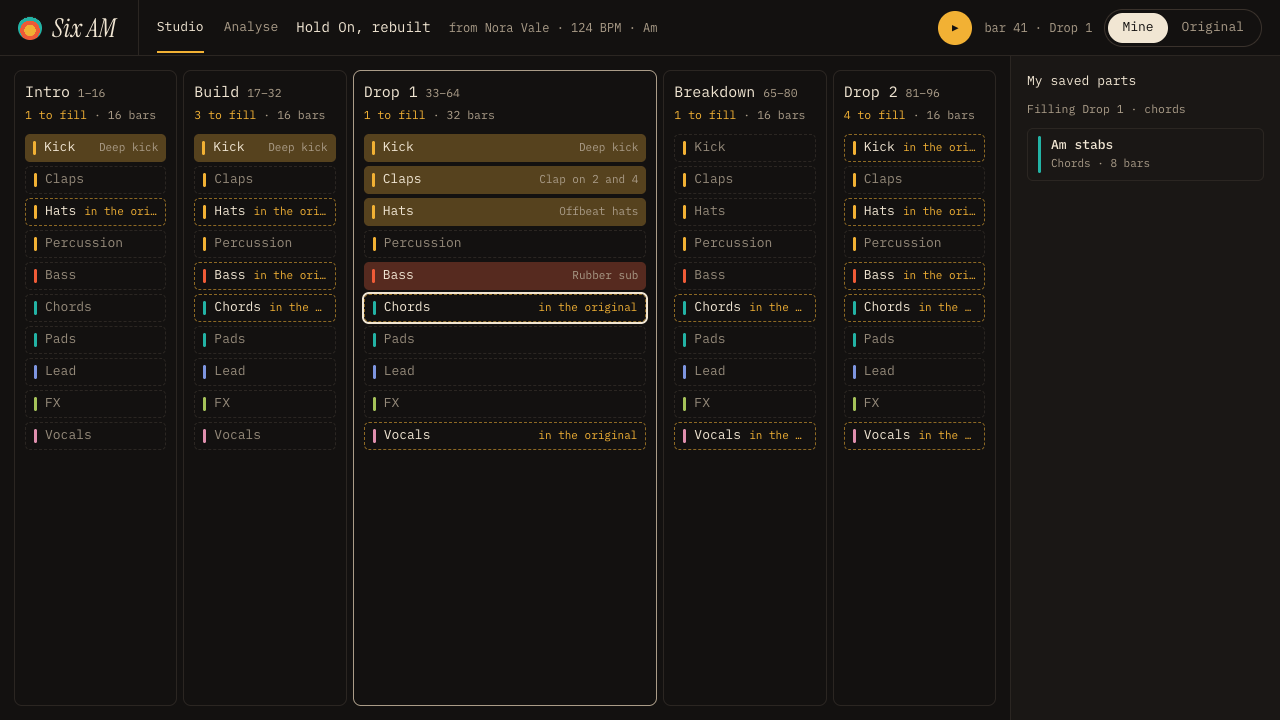 Six AM
Studio Analyse Hold On, rebuilt from Nora Vale · 124 BPM · Am
bar 41 · Drop 1 Mine Original
Intro 1–16
1 to fill · 16 bars
Kick Deep kick
Claps
Hats in the ori…
Percussion
Bass
Chords
Pads
Lead
FX
Vocals
Build 17–32
3 to fill · 16 bars
Kick Deep kick
Claps
Hats in the ori…
Percussion
Bass in the ori…
Chords in the …
Pads
Lead
FX
Vocals
Drop 1 33–64
1 to fill · 32 bars
Kick Deep kick
Claps Clap on 2 and 4
Hats Offbeat hats
Percussion
Bass Rubber sub
Chords in the original
Pads
Lead
FX
Vocals in the original
Breakdown 65–80
1 to fill · 16 bars
Kick
Claps
Hats
Percussion
Bass
Chords in the …
Pads
Lead
FX
Vocals in the …
Drop 2 81–96
4 to fill · 16 bars
Kick in the ori…
Claps
Hats in the ori…
Percussion
Bass in the ori…
Chords in the …
Pads
Lead
FX
Vocals in the …
My saved parts
Filling Drop 1 · chords
Am stabs
Chords · 8 bars